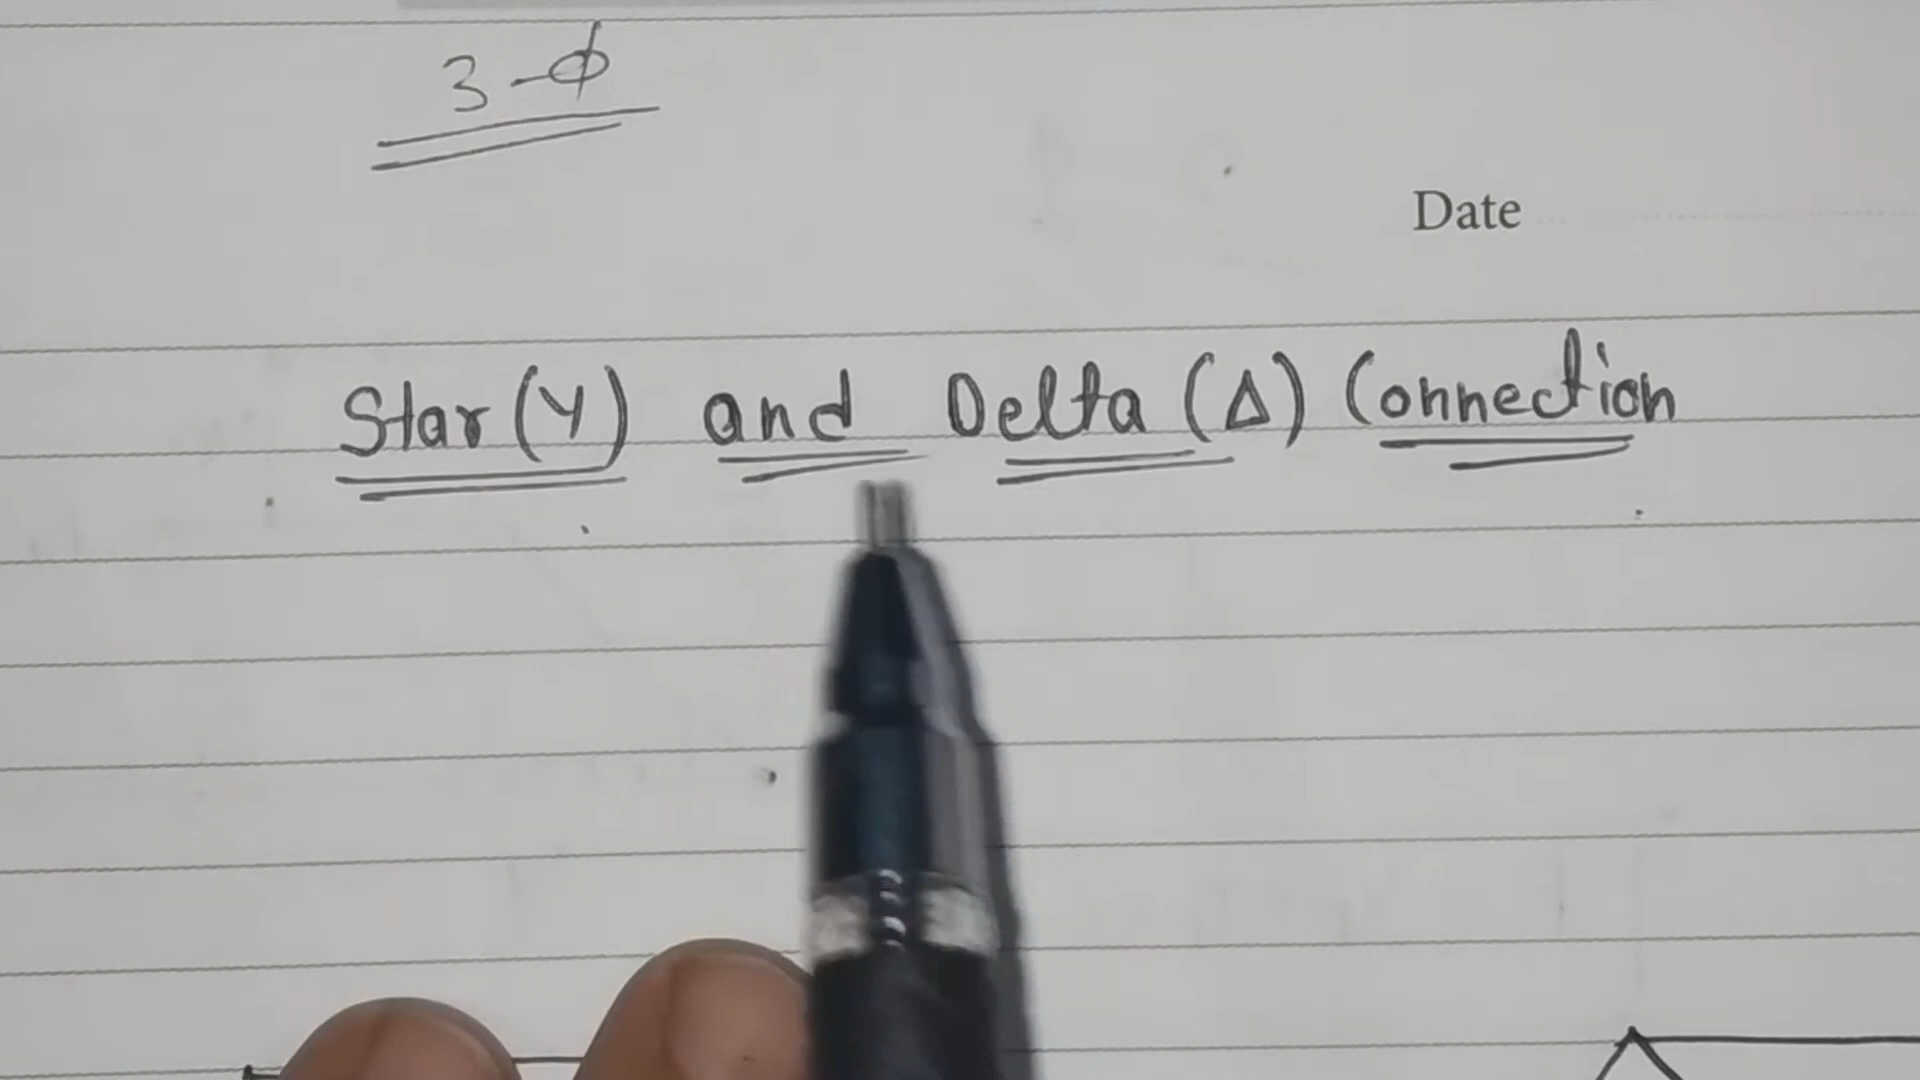 3-ϕ
Date
Star (Y) and Delta (Δ) Connection